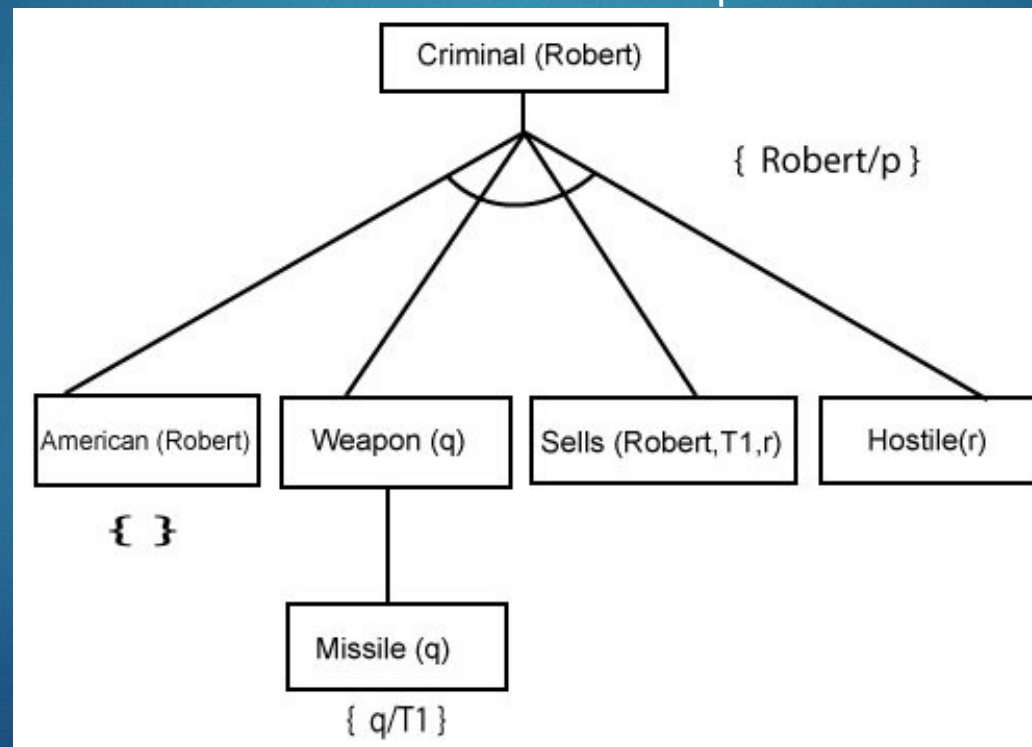 Criminal (Robert)
{ Robert/p }
American (Robert)
Weapon (q)
Sells (Robert,T1,r)
Hostile(r)
{ }
Missile (q)
{ q/T1 }